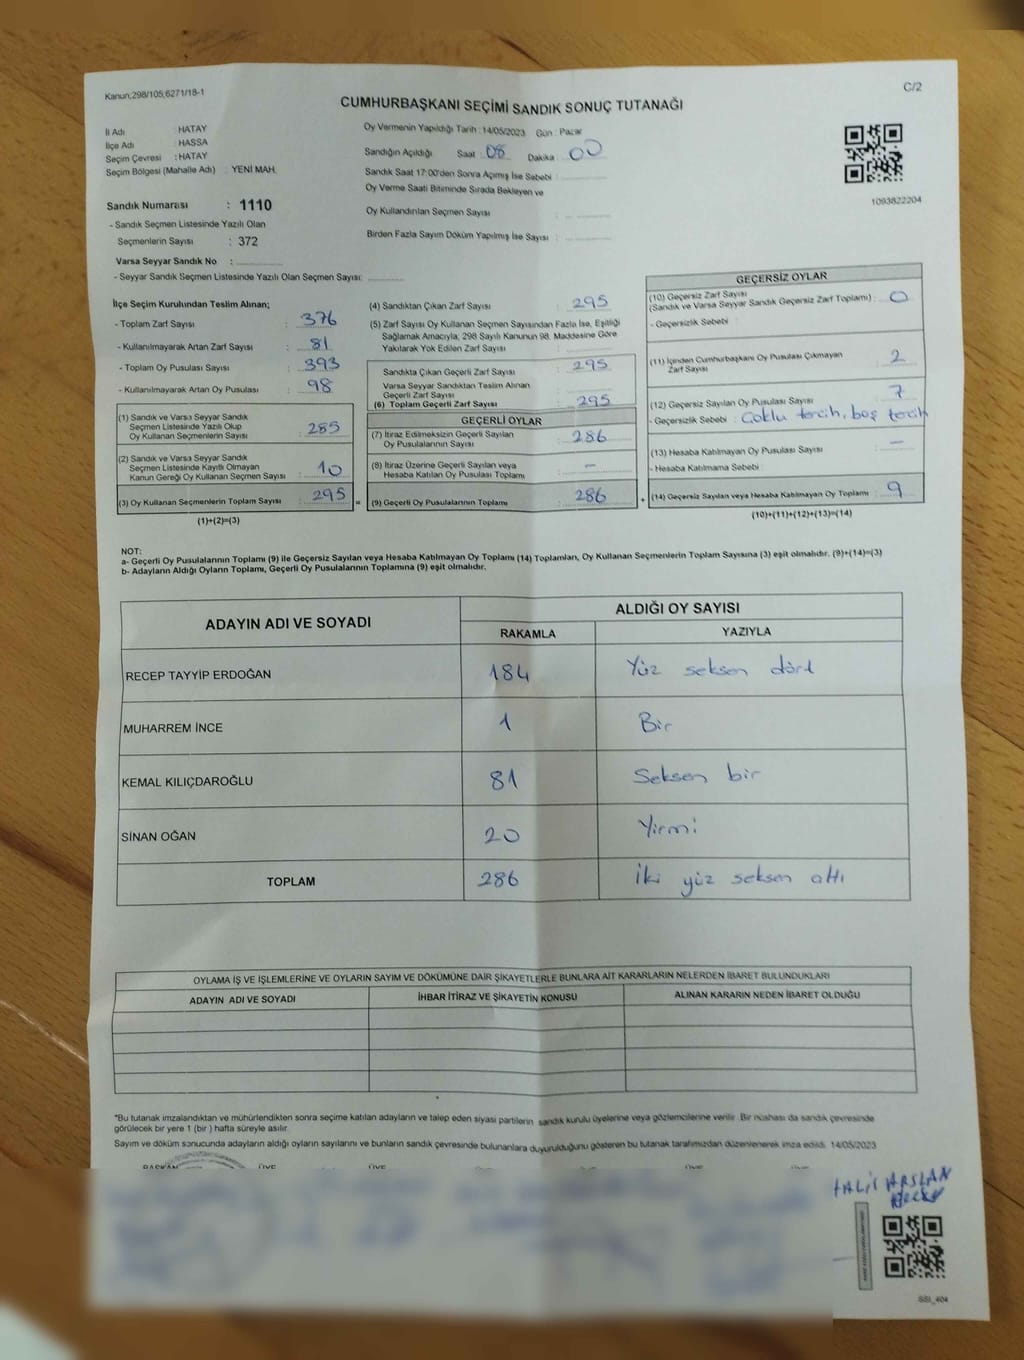 Kanun;298/105,6271/18-1
C/2
CUMHURBAŞKANI SEÇİMİ SANDIK SONUÇ TUTANAĞI
İl Adı : HATAY
İlçe Adı : HASSA
Seçim Çevresi : HATAY
Seçim Bölgesi (Mahalle Adı) : YENİ MAH.
Oy Vermenin Yapıldığı Tarih : 14/05/2023 Gün : Pazar
Sandığın Açıldığı Saat : 08 Dakika : 00
Sandık Saat 17:00'den Sonra Açılmış İse Sebebi :
Oy Verme Saati Bitiminde Sırada Bekleyen ve
Oy Kullandırılan Seçmen Sayısı :
Birden Fazla Sayım Döküm Yapılmış İse Sayısı :
1093822204
Sandık Numarası : 1110
- Sandık Seçmen Listesinde Yazılı Olan
Seçmenlerin Sayısı : 372
Varsa Seyyar Sandık No :
- Seyyar Sandık Seçmen Listesinde Yazılı Olan Seçmen Sayısı:
İlçe Seçim Kurulundan Teslim Alınan;
- Toplam Zarf Sayısı : 376
- Kullanılmayarak Artan Zarf Sayısı : 81
- Toplam Oy Pusulası Sayısı : 393
- Kullanılmayarak Artan Oy Pusulası : 98
(1) Sandık ve Varsa Seyyar Sandık
Seçmen Listesinde Yazılı Olup
Oy Kullanan Seçmenlerin Sayısı : 285
(2) Sandık ve Varsa Seyyar Sandık
Seçmen Listesinde Kayıtlı Olmayan
Kanun Gereği Oy Kullanan Seçmen Sayısı : 10
(3) Oy Kullanan Seçmenlerin Toplam Sayısı : 295 =
(1)+(2)=(3)
(4) Sandıktan Çıkan Zarf Sayısı : 295
(5) Zarf Sayısı Oy Kullanan Seçmen Sayısından Fazla İse, Eşitliği
Sağlamak Amacıyla; 298 Sayılı Kanunun 98. Maddesine Göre
Yakılarak Yok Edilen Zarf Sayısı :
Sandıkta Çıkan Geçerli Zarf Sayısı : 295
Varsa Seyyar Sandıktan Teslim Alınan
Geçerli Zarf Sayısı :
(6) Toplam Geçerli Zarf Sayısı : 295
GEÇERLİ OYLAR
(7) İtiraz Edilmeksizin Geçerli Sayılan
Oy Pusulalarının Sayısı : 286
(8) İtiraz Üzerine Geçerli Sayılan veya
Hesaba Katılan Oy Pusulası Toplamı : -
(9) Geçerli Oy Pusulalarının Toplamı : 286 +
GEÇERSİZ OYLAR
(10) Geçersiz Zarf Sayısı
(Sandık ve Varsa Seyyar Sandık Geçersiz Zarf Toplamı) : 0
- Geçersizlik Sebebi :
(11) İçinden Cumhurbaşkanı Oy Pusulası Çıkmayan
Zarf Sayısı : 2
(12) Geçersiz Sayılan Oy Pusulası Sayısı : 7
- Geçersizlik Sebebi : Çoklu tercih, boş tercih
(13) Hesaba Katılmayan Oy Pusulası Sayısı : -
- Hesaba Katılmama Sebebi :
(14) Geçersiz Sayılan veya Hesaba Katılmayan Oy Toplamı : 9
(10)+(11)+(12)+(13)=(14)
NOT:
a- Geçerli Oy Pusulalarının Toplamı (9) ile Geçersiz Sayılan veya Hesaba Katılmayan Oy Toplamı (14) Toplamları, Oy Kullanan Seçmenlerin Toplam Sayısına (3) eşit olmalıdır. (9)+(14)=(3)
b- Adayların Aldığı Oyların Toplamı, Geçerli Oy Pusulalarının Toplamına (9) eşit olmalıdır.
ADAYIN ADI VE SOYADI
ALDIĞI OY SAYISI
RAKAMLA YAZIYLA
RECEP TAYYİP ERDOĞAN 184 Yüz seksen dört
MUHARREM İNCE 1 Bir
KEMAL KILIÇDAROĞLU 81 Seksen bir
SİNAN OĞAN 20 Yirmi
TOPLAM 286 İki yüz seksen altı
OYLAMA İŞ VE İŞLEMLERİNE VE OYLARIN SAYIM VE DÖKÜMÜNE DAİR ŞİKAYETLERLE BUNLARA AİT KARARLARIN NELERDEN İBARET BULUNDUKLARI
ADAYIN ADI VE SOYADI İHBAR İTİRAZ VE ŞİKAYETİN KONUSU ALINAN KARARIN NEDEN İBARET OLDUĞU
*Bu tutanak imzalandıktan ve mühürlendikten sonra seçime katılan adayların ve talep eden siyasi partilerin sandık kurulu üyelerine veya gözlemcilerine verilir. Bir nüshası da sandık çevresinde
görülecek bir yere 1 (bir ) hafta süreyle asılır.
Sayım ve döküm sonucunda adayların aldığı oyların sayılarını ve bunların sandık çevresinde bulunanlara duyurulduğunu gösteren bu tutanak tarafımızdan düzenlenerek imza edildi. 14/05/2023
BAŞKAN ÜYE ÜYE ÜYE ÜYE ÜYE
HALİS ARSLAN
SSI_404